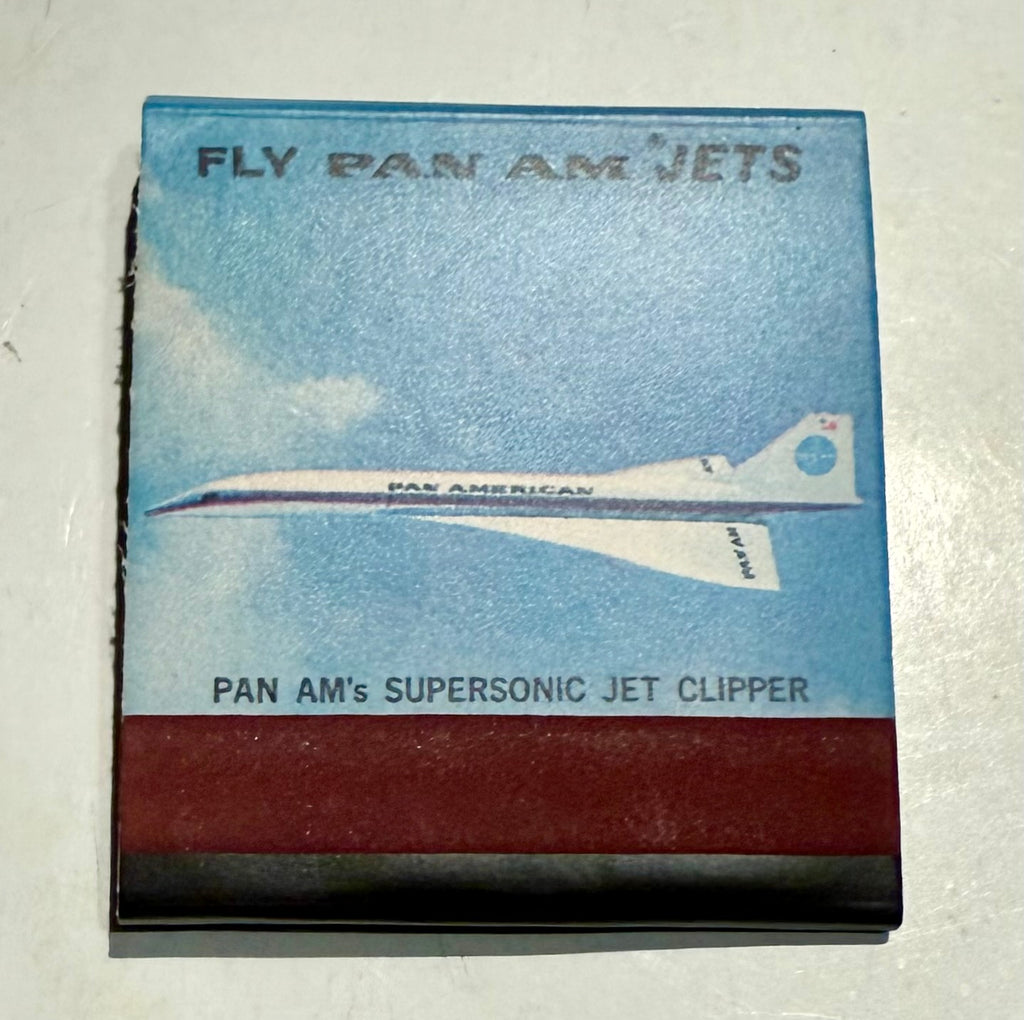 FLY PAN AM JETS
PAN AMERICAN
PAN AM
PAN AM's SUPERSONIC JET CLIPPER